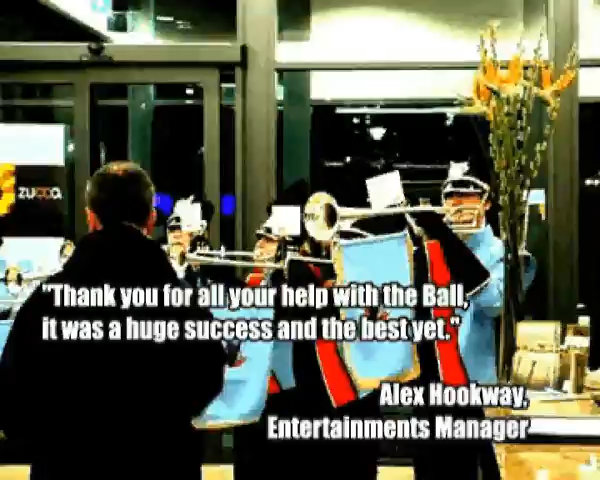 zucca.
"Thank you for all your help with the Ball,
it was a huge success and the best yet."
Alex Hookway,
Entertainments Manager